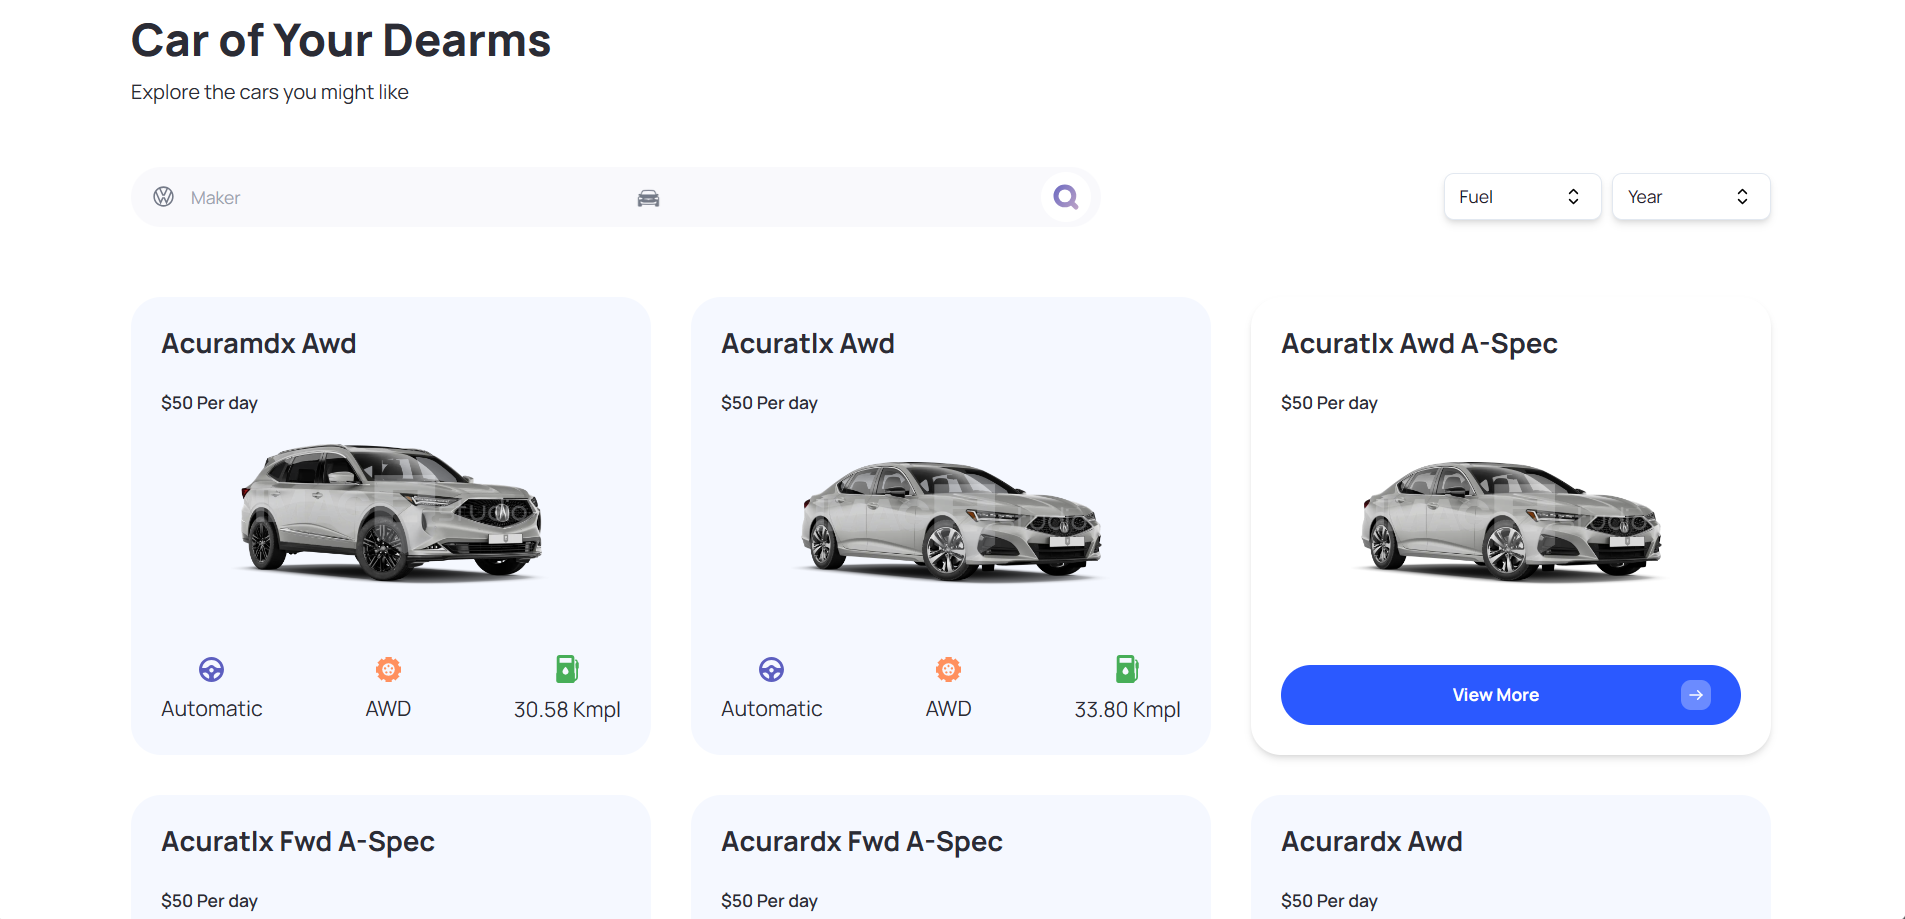 Car of Your Dearms
Explore the cars you might like
Maker
Fuel
Year
Acuramdx Awd
$50 Per day
Automatic
AWD
30.58 Kmpl
Acuratlx Awd
$50 Per day
Automatic
AWD
33.80 Kmpl
Acuratlx Awd A-Spec
$50 Per day
View More
Acuratlx Fwd A-Spec
$50 Per day
Acurardx Fwd A-Spec
$50 Per day
Acurardx Awd
$50 Per day